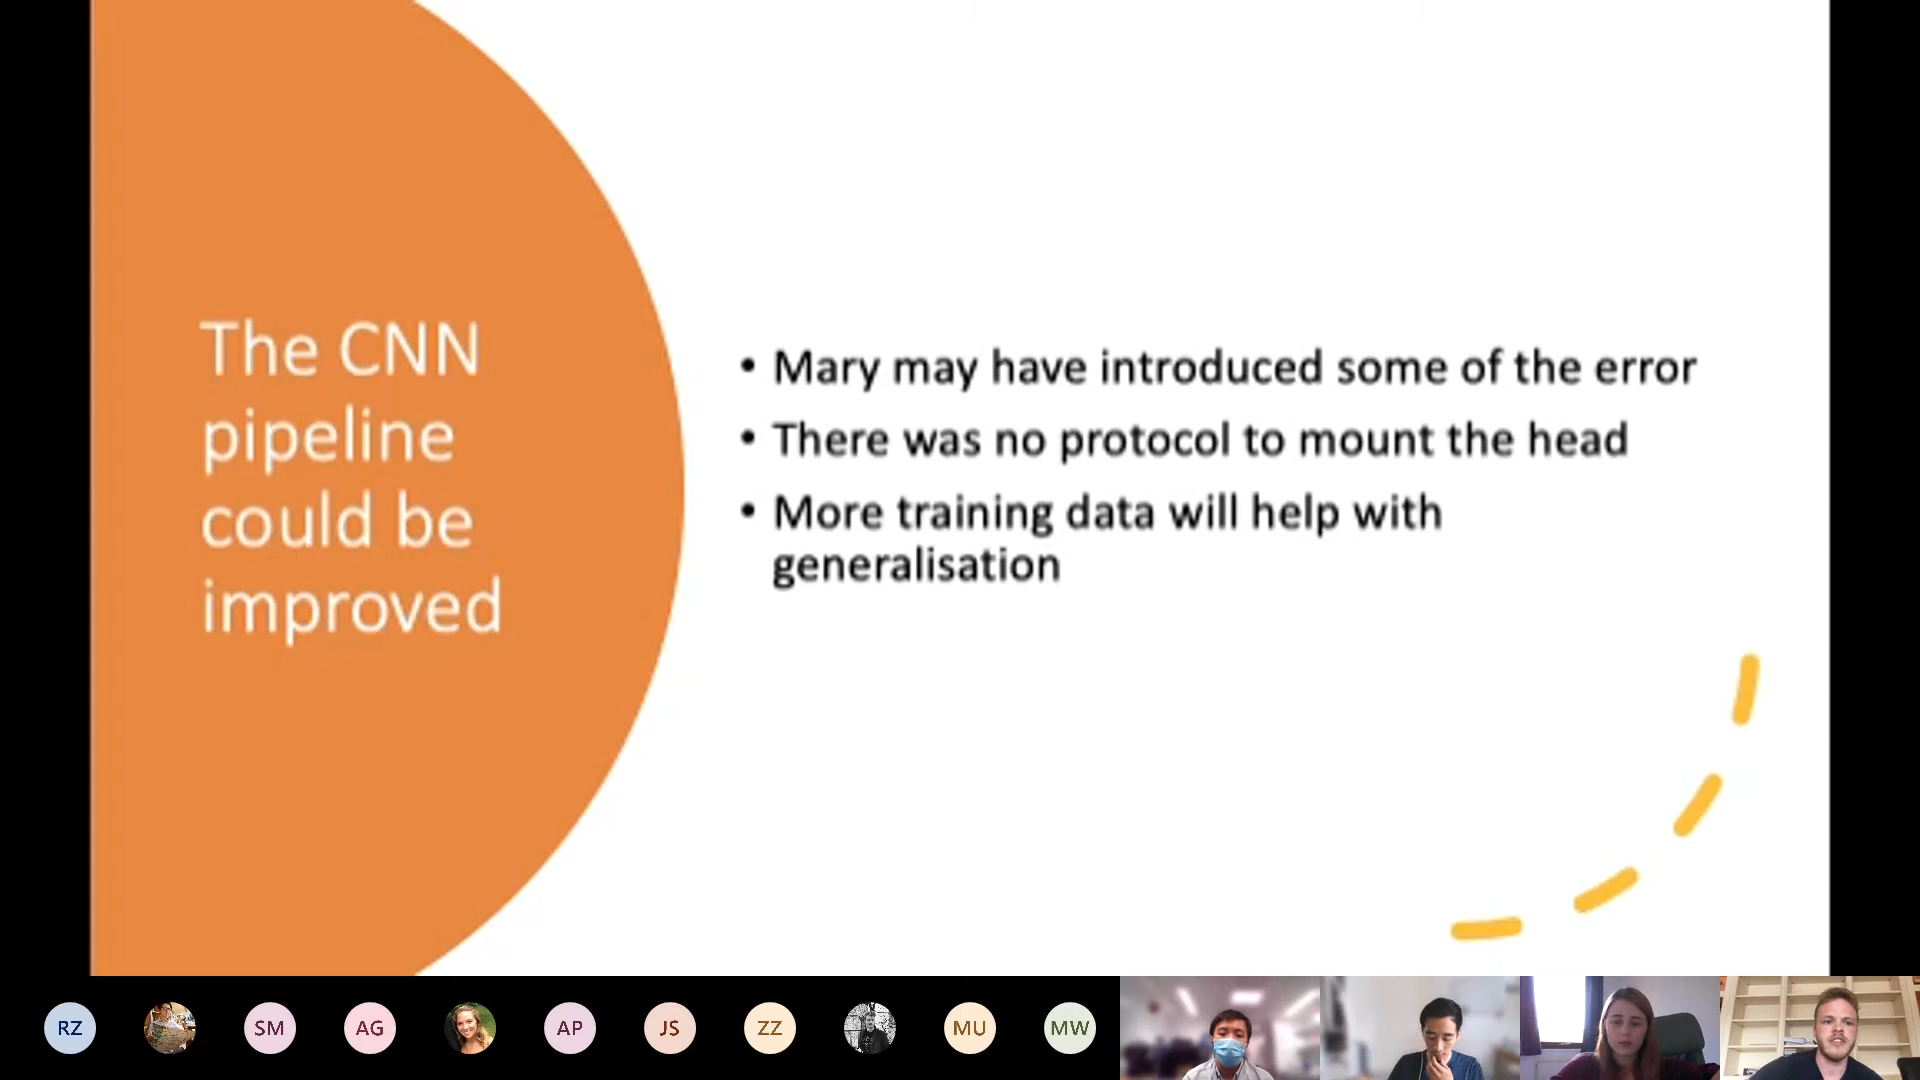 The CNN
pipeline
could be
improved
• Mary may have introduced some of the error
• There was no protocol to mount the head
• More training data will help with
generalisation
RZ
SM
AG
AP
JS
ZZ
MU
MW